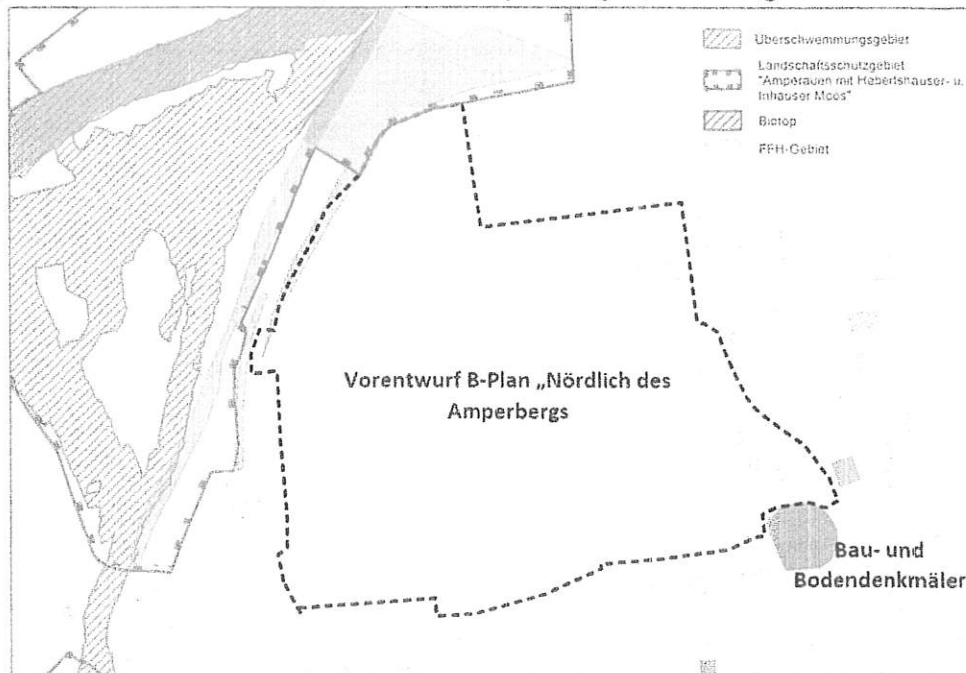 Überschwemmungsgebiet
Landschaftsschutzgebiet
"Amperauen mit Hebertshauser- u.
Inhauser Moos"
Biotop
FFH-Gebiet
Vorentwurf B-Plan „Nördlich des
Amperbergs
Bau- und
Bodendenkmäler